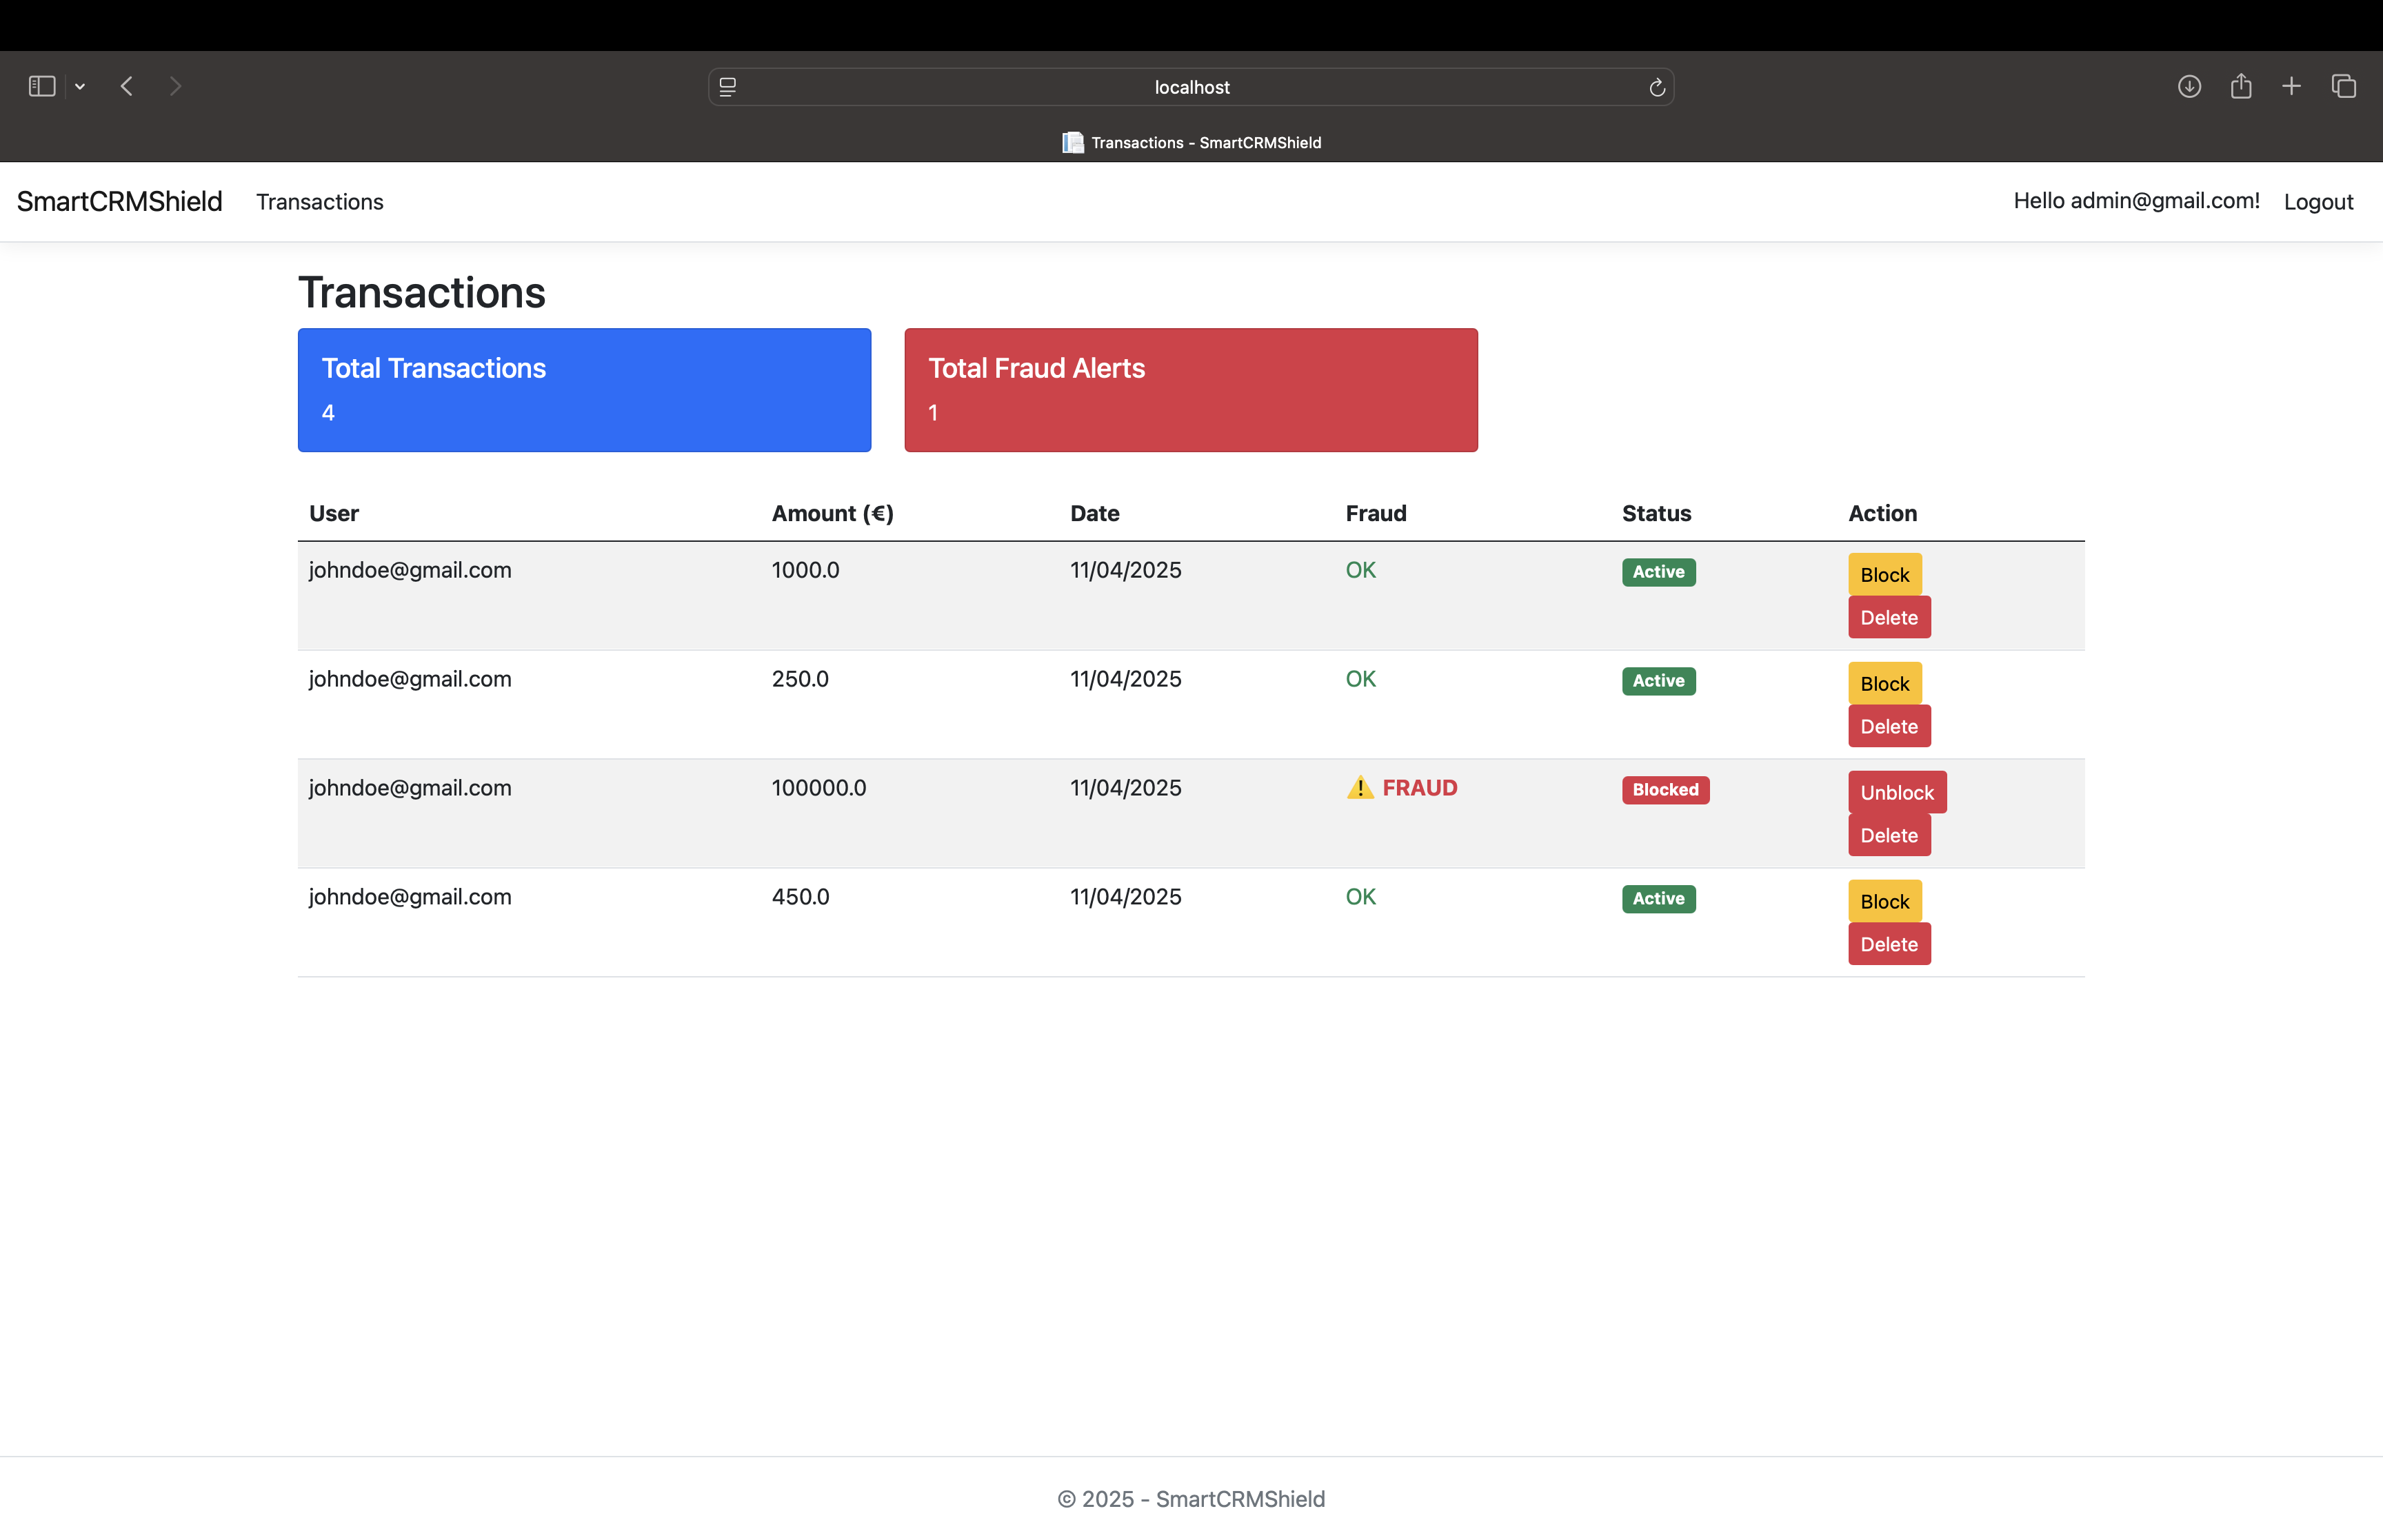 localhost
Transactions - SmartCRMShield
SmartCRMShield Transactions Hello admin@gmail.com! Logout
Transactions
Total Transactions
4
Total Fraud Alerts
1
User Amount (€) Date Fraud Status Action
johndoe@gmail.com 1000.0 11/04/2025 OK Active Block
Delete
johndoe@gmail.com 250.0 11/04/2025 OK Active Block
Delete
johndoe@gmail.com 100000.0 11/04/2025 ⚠️ FRAUD Blocked Unblock
Delete
johndoe@gmail.com 450.0 11/04/2025 OK Active Block
Delete
© 2025 - SmartCRMShield